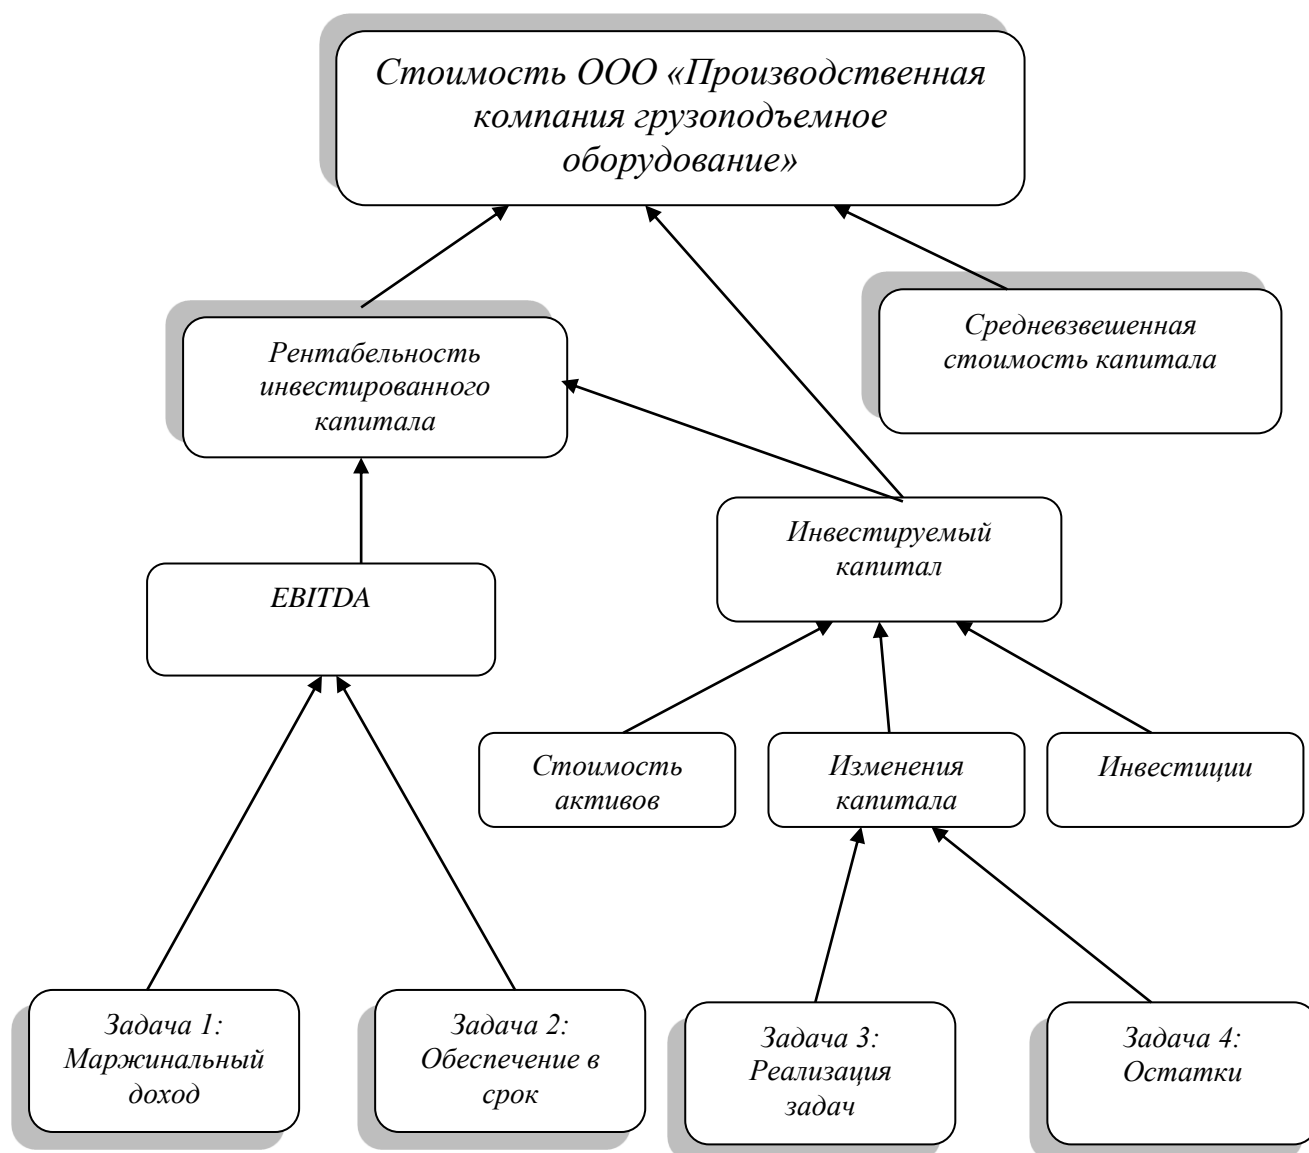 Стоимость ООО «Производственная
компания грузоподъемное
оборудование»
Средневзвешенная
стоимость капитала
Рентабельность
инвестированного
капитала
Инвестируемый
капитал
EBITDA
Стоимость
активов
Изменения
капитала
Инвестиции
Задача 1:
Маржинальный
доход
Задача 2:
Обеспечение в
срок
Задача 3:
Реализация
задач
Задача 4:
Остатки